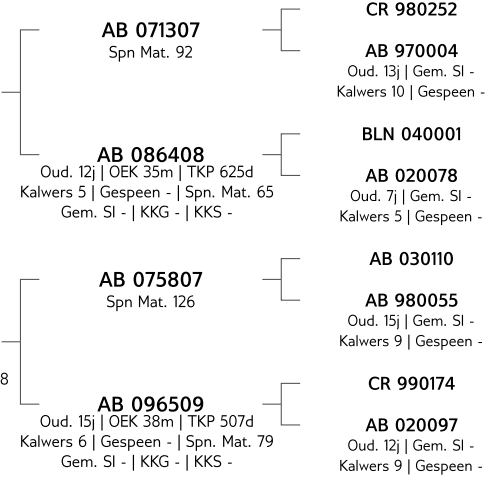 CR 980252
AB 071307
Spn Mat. 92
AB 970004
Oud. 13j | Gem. SI -
Kalwers 10 | Gespeen -
BLN 040001
AB 086408
Oud. 12j | OEK 35m | TKP 625d
Kalwers 5 | Gespeen - | Spn. Mat. 65
Gem. SI - | KKG - | KKS -
AB 020078
Oud. 7j | Gem. SI -
Kalwers 5 | Gespeen -
AB 030110
AB 075807
Spn Mat. 126
AB 980055
Oud. 15j | Gem. SI -
Kalwers 9 | Gespeen -
8
CR 990174
AB 096509
Oud. 15j | OEK 38m | TKP 507d
Kalwers 6 | Gespeen - | Spn. Mat. 79
Gem. SI - | KKG - | KKS -
AB 020097
Oud. 12j | Gem. SI -
Kalwers 9 | Gespeen -